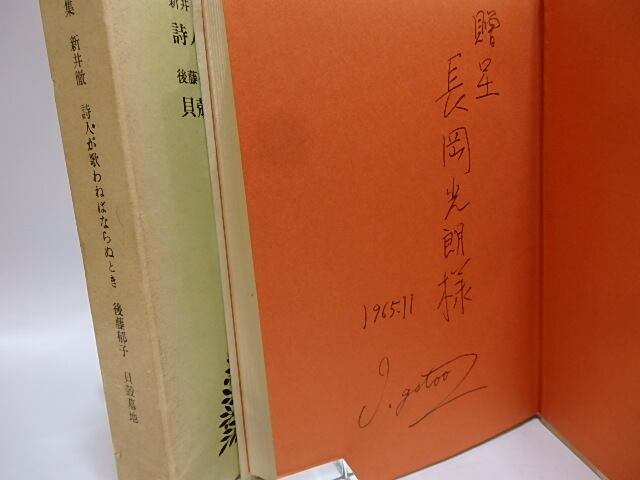 集 新井徹 詩人が歌わねばならぬとき 後藤郁子 貝殻墓地
新井
詩人
後藤
貝殻
贈呈
長岡光朗様
1965.11
I. gotoo